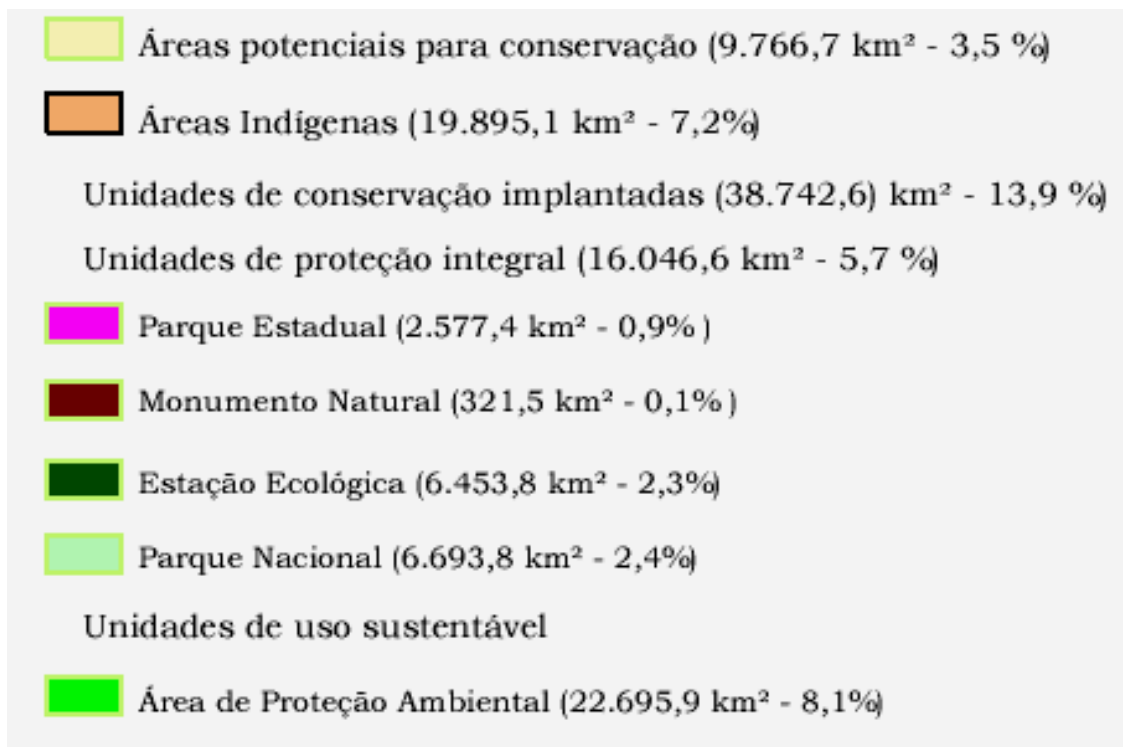 Áreas potenciais para conservação (9.766,7 km² - 3,5 %)
Áreas Indígenas (19.895,1 km² - 7,2%)
Unidades de conservação implantadas (38.742,6) km² - 13,9 %)
Unidades de proteção integral (16.046,6 km² - 5,7 %)
Parque Estadual (2.577,4 km² - 0,9% )
Monumento Natural (321,5 km² - 0,1% )
Estação Ecológica (6.453,8 km² - 2,3%)
Parque Nacional (6.693,8 km² - 2,4%)
Unidades de uso sustentável
Área de Proteção Ambiental (22.695,9 km² - 8,1%)